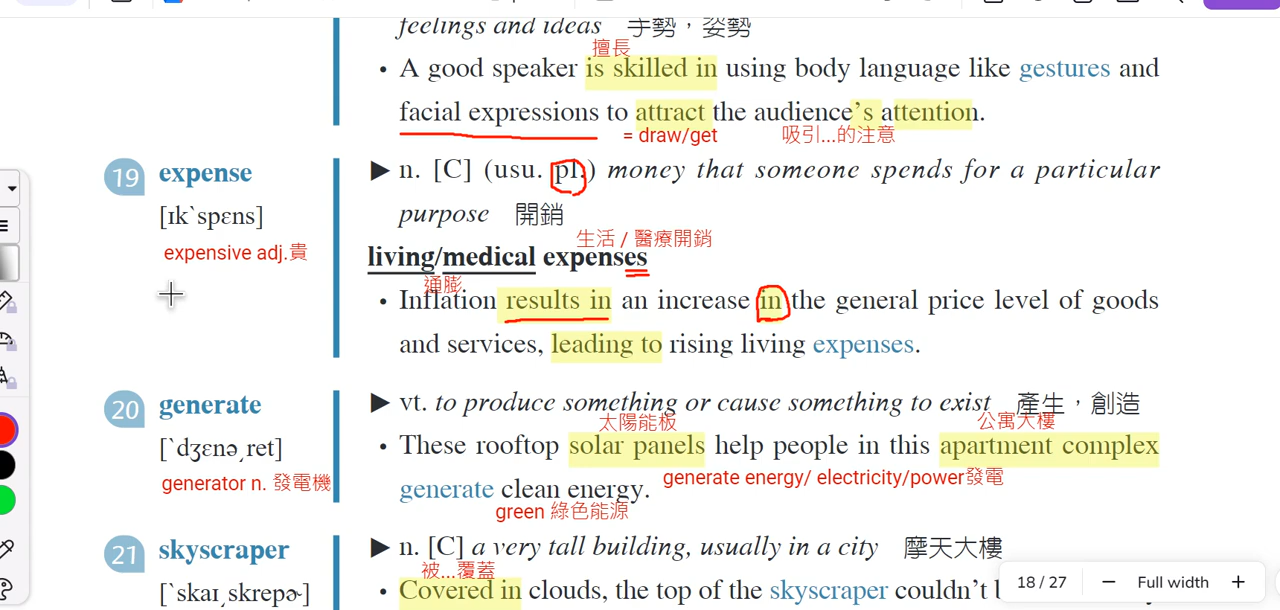 feelings and ideas 手勢，姿勢
擅長
• A good speaker is skilled in using body language like gestures and
facial expressions to attract the audience's attention.
= draw/get 吸引...的注意
19 expense ▶ n. [C] (usu. pl.) money that someone spends for a particular
[ɪkˋspɛns] purpose 開銷
expensive adj.貴
生活 / 醫療開銷
living/medical expenses
通膨
• Inflation results in an increase in the general price level of goods
and services, leading to rising living expenses.
20 generate ▶ vt. to produce something or cause something to exist 產生，創造
太陽能板 公寓大樓
[ˋdʒɛnəˏret] • These rooftop solar panels help people in this apartment complex
generator n. 發電機 generate clean energy.
generate energy/ electricity/power發電
green 綠色能源
21 skyscraper ▶ n. [C] a very tall building, usually in a city 摩天大樓
被...覆蓋
[ˋskaɪˏskrepɚ] • Covered in clouds, the top of the skyscraper couldn't
18 / 27 − Full width +